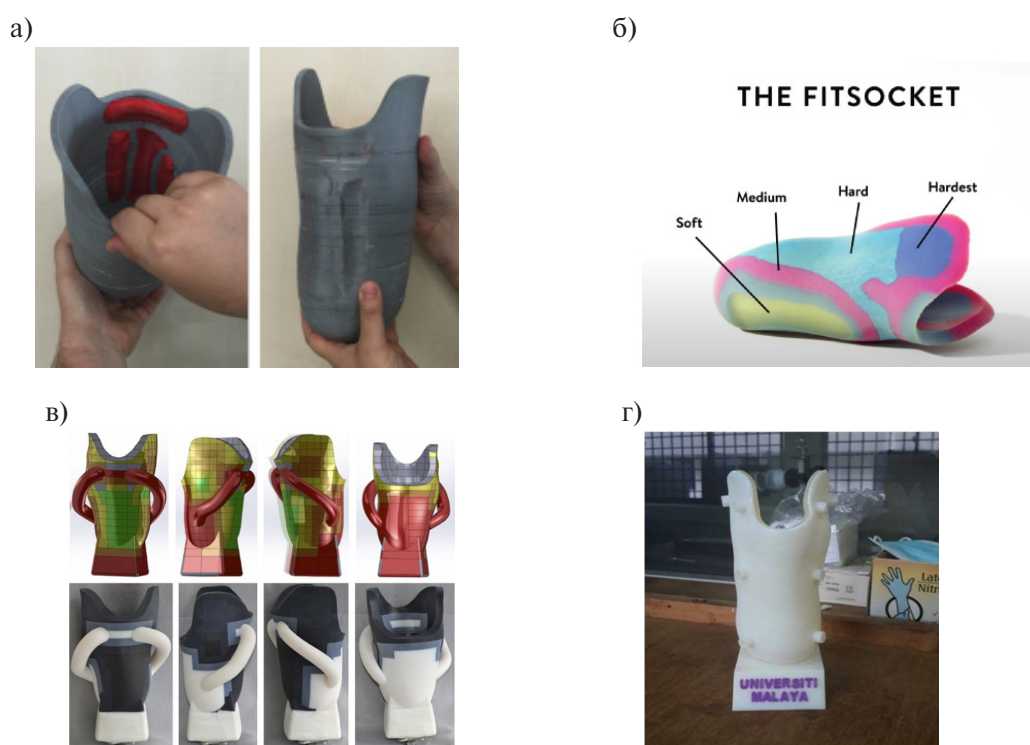 а)
б)
THE FITSOCKET
Soft
Medium
Hard
Hardest
в)
г)
UNIVERSITI
MALAYA